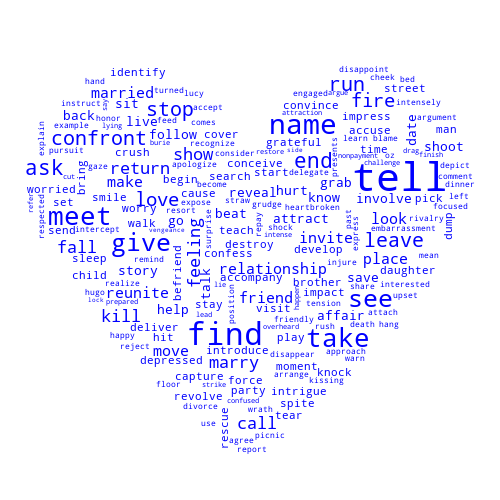 disappoint
identify
cheek bed
hand
run
street
married
turned lucy
engaged
argue
instruct
say
sit
stop
accept
fire
intensely
attraction
honor
name
convince
back
live
feed
comes
impress
date
argument
example
lying
burie
grateful
accuse
man
explain
confront
follow cover
recognize
learn blame
pursuit
crush
show
consider
restore side
end
presents
time
oz
drag
finish
shoot
ask
cut
bring
gaze
return
apologize
conceive
nonpayment
challenge
tell
depict
refer
worried
make
begin
search
start delegate
grab
comment
dinner
respected
set
smile
love
cause
become
reveal
hurt
know
involve pick
left
meet
worry
resort
expose
grudge
straw
heartbroken
focused
send
intercept
walk
give
go
surprise
beat
repay
attract
past
look
rivalry
dump
vengeance
teach
shock
intense
invite
express
leave
embarrassment
fall
feeling
destroy
develop
sleep
remind
befriend
confess
place
mean
child
story
talk
relationship
injure
daughter
realize
accompany
brother
save
hugo
reunite
lie
position
friend
happen
impact
share
see
interested
upset
lock
prepared
stay
visit
tension
attach
kill
help
lead
friendly
affair
death hang
deliver
find
overheard
rush
take
happy
hit
play
reject
move
introduce
disappear
approach
warn
depressed
marry
moment
knock
capture
force
arrange
kissing
floor
strike
party
intrigue
revolve
confused
spite
divorce
rescue
wrath
tear
use
call
agree
picnic
report